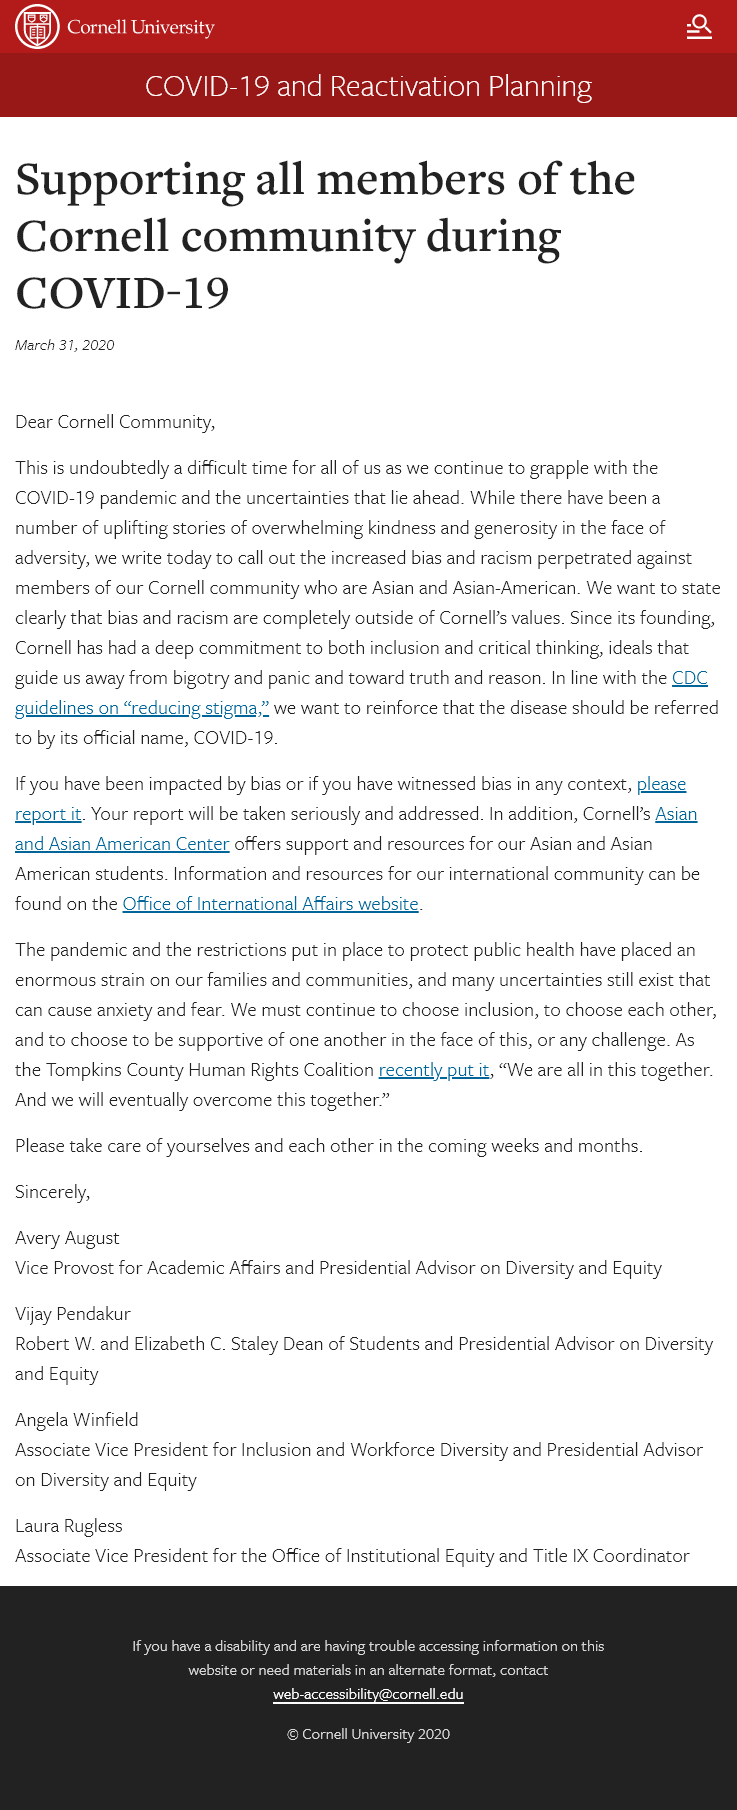 Cornell University
COVID-19 and Reactivation Planning
Supporting all members of the
Cornell community during
COVID-19
March 31, 2020
Dear Cornell Community,
This is undoubtedly a difficult time for all of us as we continue to grapple with the
COVID-19 pandemic and the uncertainties that lie ahead. While there have been a
number of uplifting stories of overwhelming kindness and generosity in the face of
adversity, we write today to call out the increased bias and racism perpetrated against
members of our Cornell community who are Asian and Asian-American. We want to state
clearly that bias and racism are completely outside of Cornell’s values. Since its founding,
Cornell has had a deep commitment to both inclusion and critical thinking, ideals that
guide us away from bigotry and panic and toward truth and reason. In line with the CDC
guidelines on “reducing stigma,” we want to reinforce that the disease should be referred
to by its official name, COVID-19.
If you have been impacted by bias or if you have witnessed bias in any context, please
report it. Your report will be taken seriously and addressed. In addition, Cornell’s Asian
and Asian American Center offers support and resources for our Asian and Asian
American students. Information and resources for our international community can be
found on the Office of International Affairs website.
The pandemic and the restrictions put in place to protect public health have placed an
enormous strain on our families and communities, and many uncertainties still exist that
can cause anxiety and fear. We must continue to choose inclusion, to choose each other,
and to choose to be supportive of one another in the face of this, or any challenge. As
the Tompkins County Human Rights Coalition recently put it, “We are all in this together.
And we will eventually overcome this together.”
Please take care of yourselves and each other in the coming weeks and months.
Sincerely,
Avery August
Vice Provost for Academic Affairs and Presidential Advisor on Diversity and Equity
Vijay Pendakur
Robert W. and Elizabeth C. Staley Dean of Students and Presidential Advisor on Diversity
and Equity
Angela Winfield
Associate Vice President for Inclusion and Workforce Diversity and Presidential Advisor
on Diversity and Equity
Laura Rugless
Associate Vice President for the Office of Institutional Equity and Title IX Coordinator
If you have a disability and are having trouble accessing information on this
website or need materials in an alternate format, contact
web-accessibility@cornell.edu
© Cornell University 2020